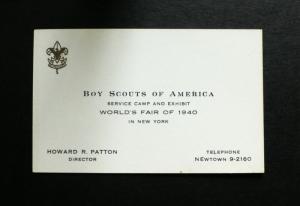 BOY SCOUTS OF AMERICA
SERVICE CAMP AND EXHIBIT
WORLD'S FAIR OF 1940
IN NEW YORK
HOWARD R. PATTON
DIRECTOR
TELEPHONE
NEWTOWN 9-2160